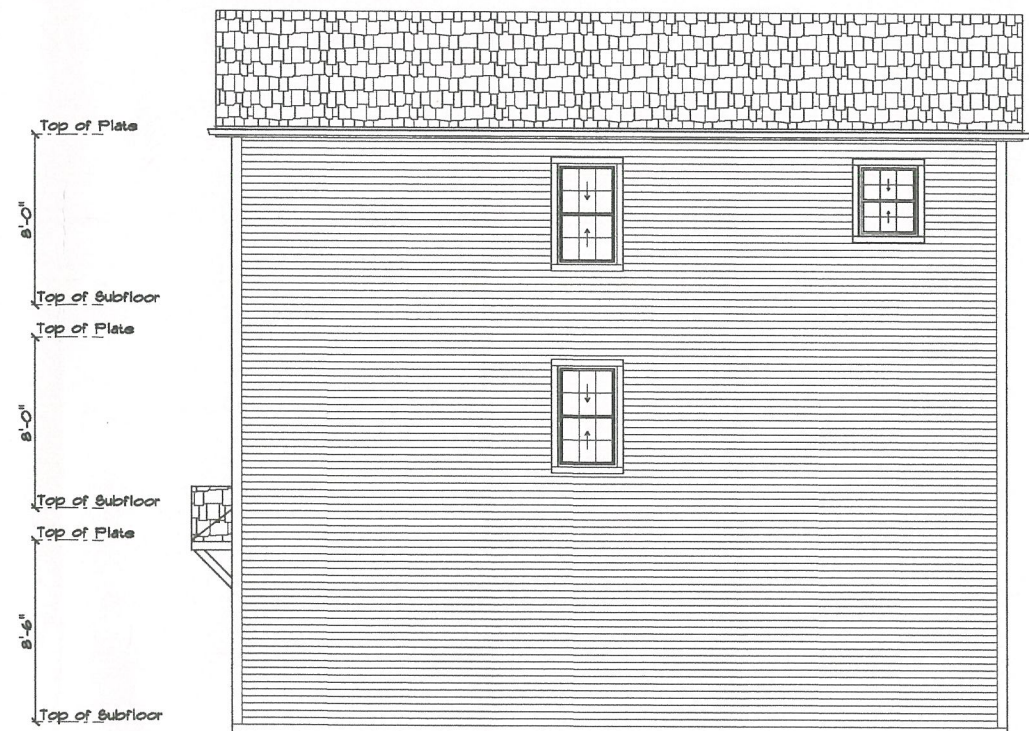 Top of Plate
8'-0"
Top of Subfloor
Top of Plate
8'-0"
Top of Subfloor
Top of Plate
8'-6"
Top of Subfloor